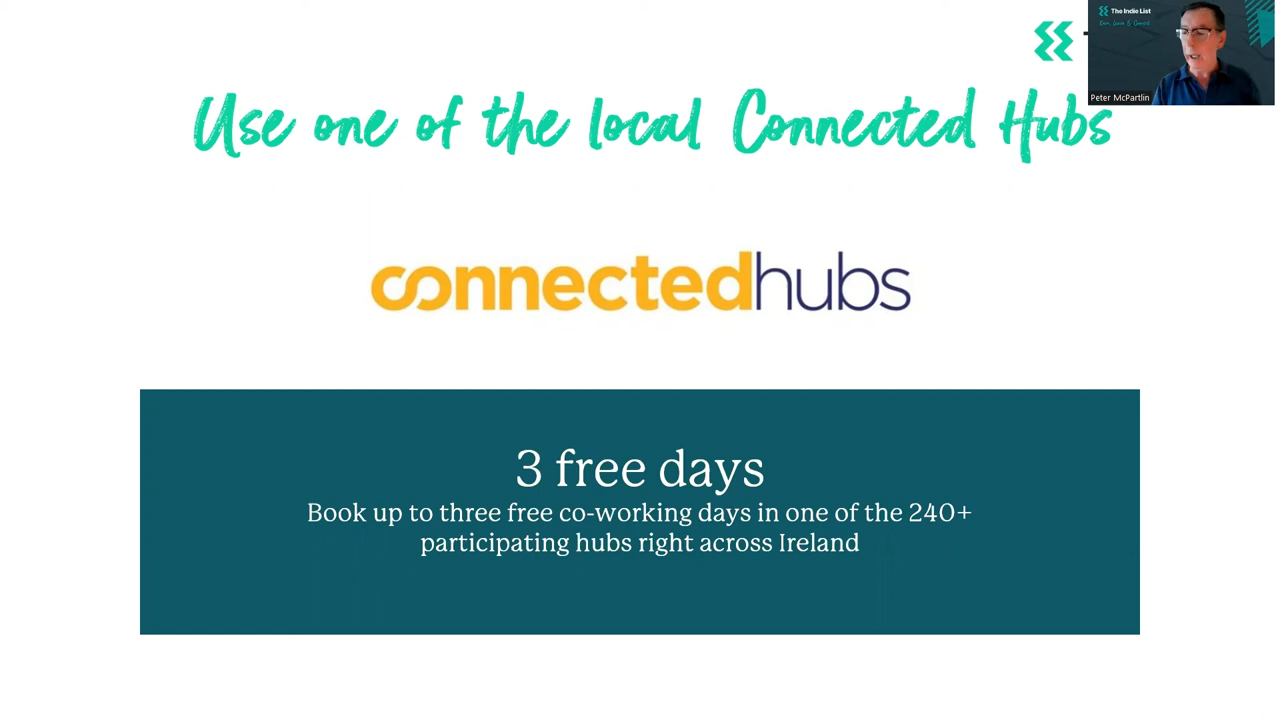 The Indie List
Peter McPartlin
Use one of the local Connected Hubs
connectedhubs
3 free days
Book up to three free co-working days in one of the 240+
participating hubs right across Ireland